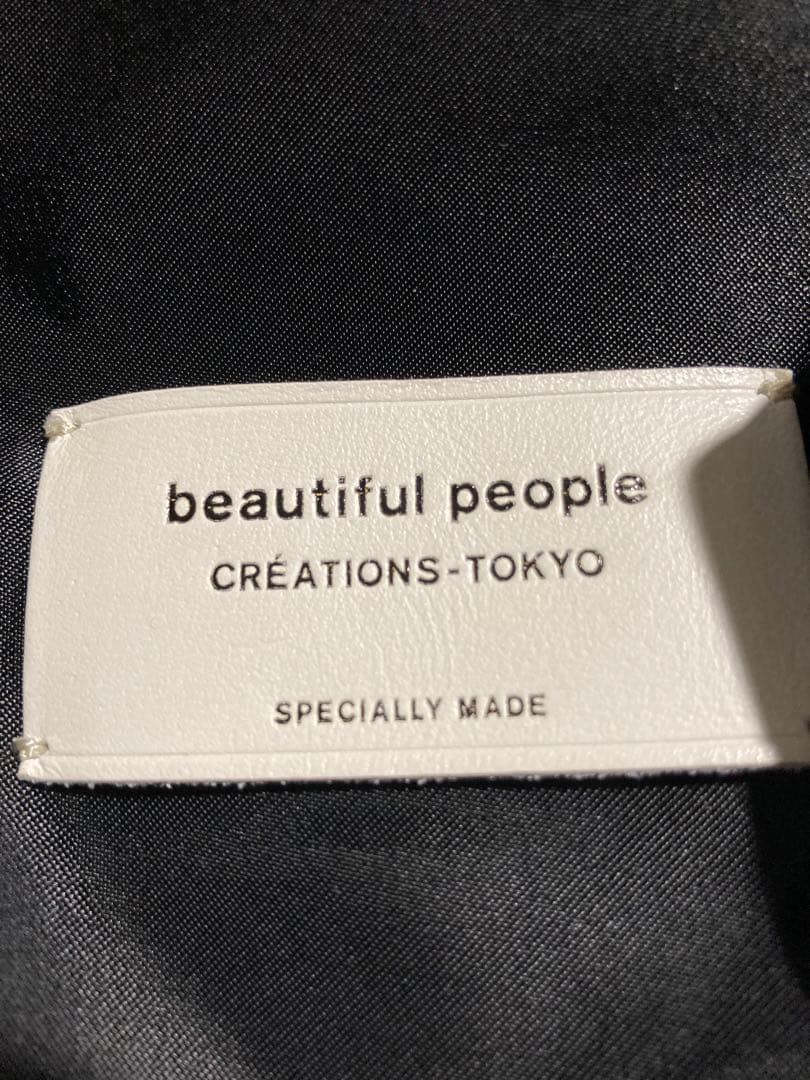 beautiful people
CRÉATIONS-TOKYO
SPECIALLY MADE